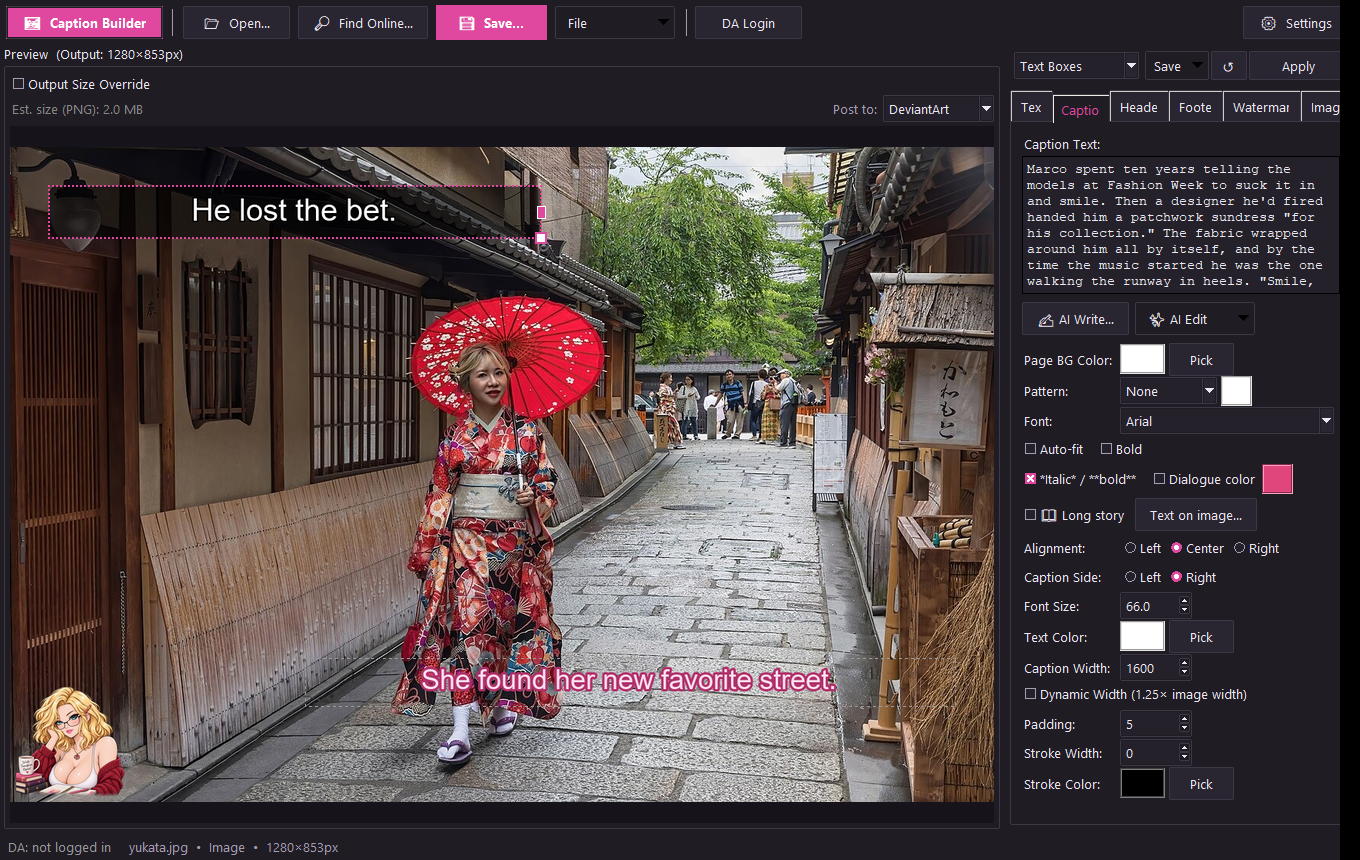 Caption Builder
Open...
Find Online...
Save...
File
DA Login
Settings
Preview (Output: 1280×853px)
Output Size Override
Est. size (PNG): 2.0 MB
Post to:
DeviantArt
He lost the bet.
かわもと
She found her new favorite street.
Text Boxes
Save
Apply
Tex
Captio
Heade
Foote
Watermar
Imag
Caption Text:
Marco spent ten years telling the
models at Fashion Week to suck it in
and smile. Then a designer he'd fired
handed him a patchwork sundress "for
his collection." The fabric wrapped
around him all by itself, and by the
time the music started he was the one
walking the runway in heels. "Smile,
AI Write...
AI Edit
Page BG Color:
Pick
Pattern:
None
Font:
Arial
Auto-fit
Bold
*Italic* / **bold**
Dialogue color
Long story
Text on image...
Alignment:
Left
Center
Right
Caption Side:
Left
Right
Font Size:
66.0
Text Color:
Pick
Caption Width:
1600
Dynamic Width (1.25× image width)
Padding:
5
Stroke Width:
0
Stroke Color:
Pick
DA: not logged in
yukata.jpg • Image • 1280×853px